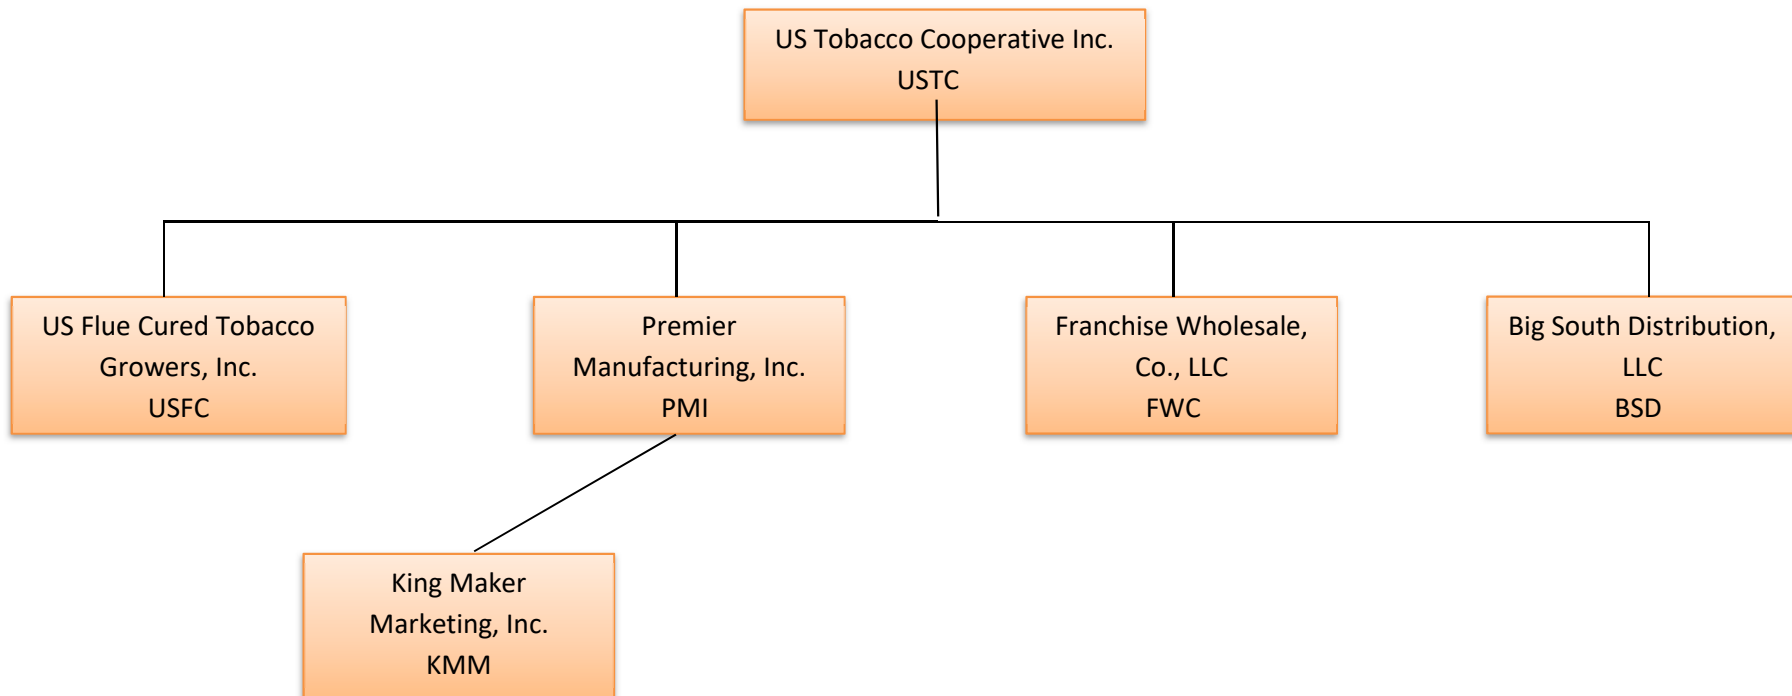 US Tobacco Cooperative Inc.
USTC
US Flue Cured Tobacco
Growers, Inc.
USFC
Premier
Manufacturing, Inc.
PMI
Franchise Wholesale,
Co., LLC
FWC
Big South Distribution,
LLC
BSD
King Maker
Marketing, Inc.
KMM